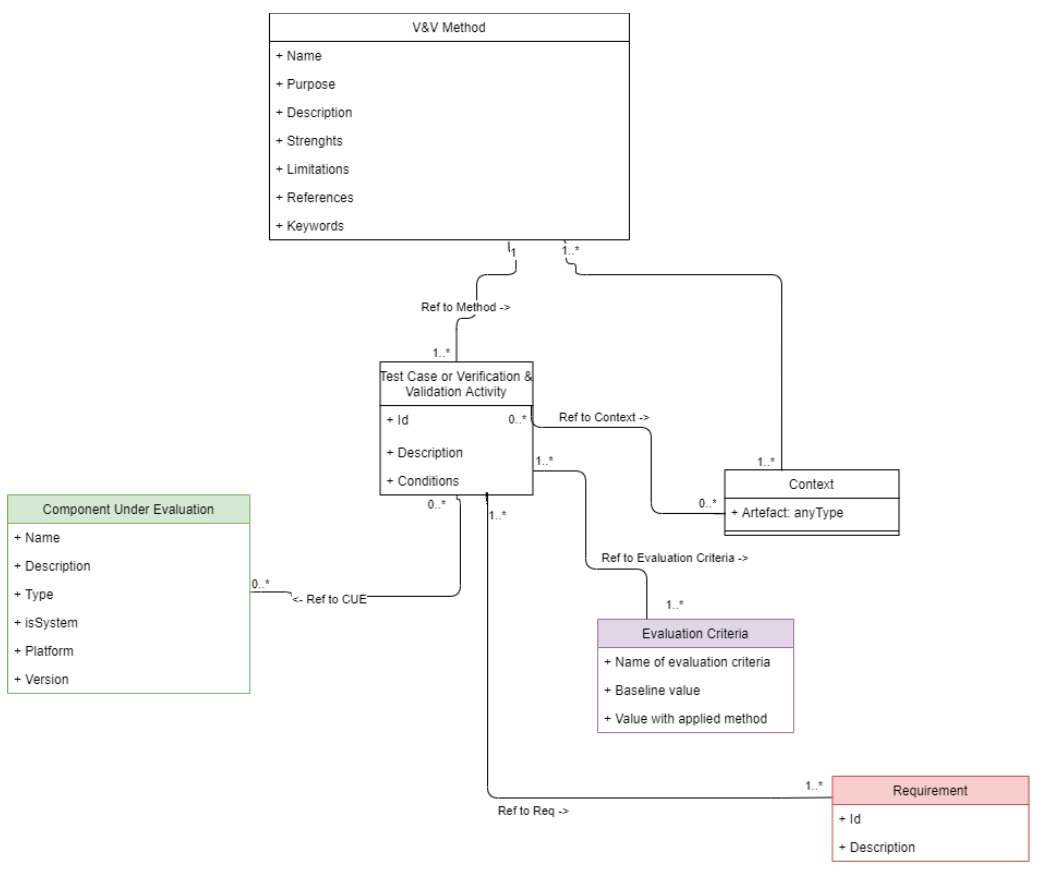 V&V Method
+ Name
+ Purpose
+ Description
+ Strenghts
+ Limitations
+ References
+ Keywords
1
1..*
Ref to Method ->
1..*
Test Case or Verification &
Validation Activity
+ Id
0..*
Ref to Context ->
+ Description
1..*
1..*
+ Conditions
Context
0..*
0..*
+ Artefact: anyType
1..*
Component Under Evaluation
+ Name
+ Description
+ Type
+ isSystem
+ Platform
+ Version
0..*
<- Ref to CUE
Ref to Evaluation Criteria ->
1..*
Evaluation Criteria
+ Name of evaluation criteria
+ Baseline value
+ Value with applied method
1..*
Ref to Req ->
Requirement
+ Id
+ Description